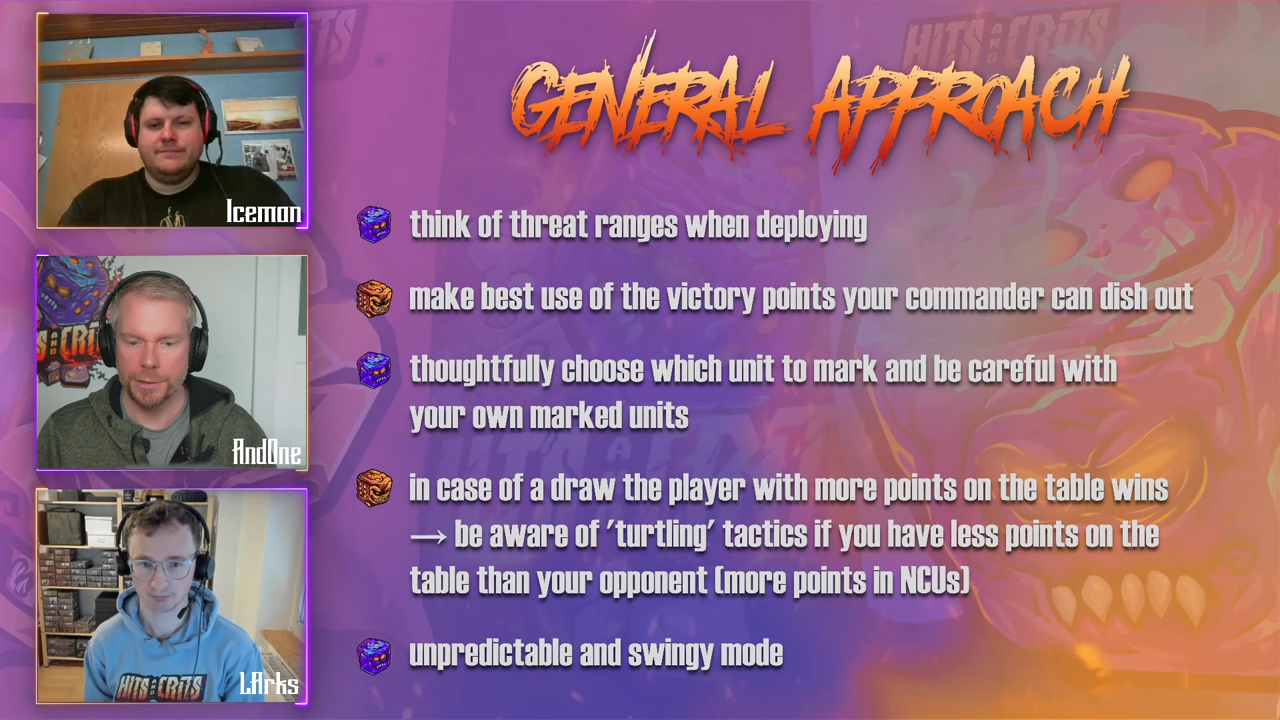 HITS AND CRITS
GENERAL APPROACH
Iceman
think of threat ranges when deploying
make best use of the victory points your commander can dish out
thoughtfully choose which unit to mark and be careful with
your own marked units
AndOne
in case of a draw the player with more points on the table wins
→ be aware of 'turtling' tactics if you have less points on the
table than your opponent (more points in NCUs)
unpredictable and swingy mode
HITS AND CRITS
LArks